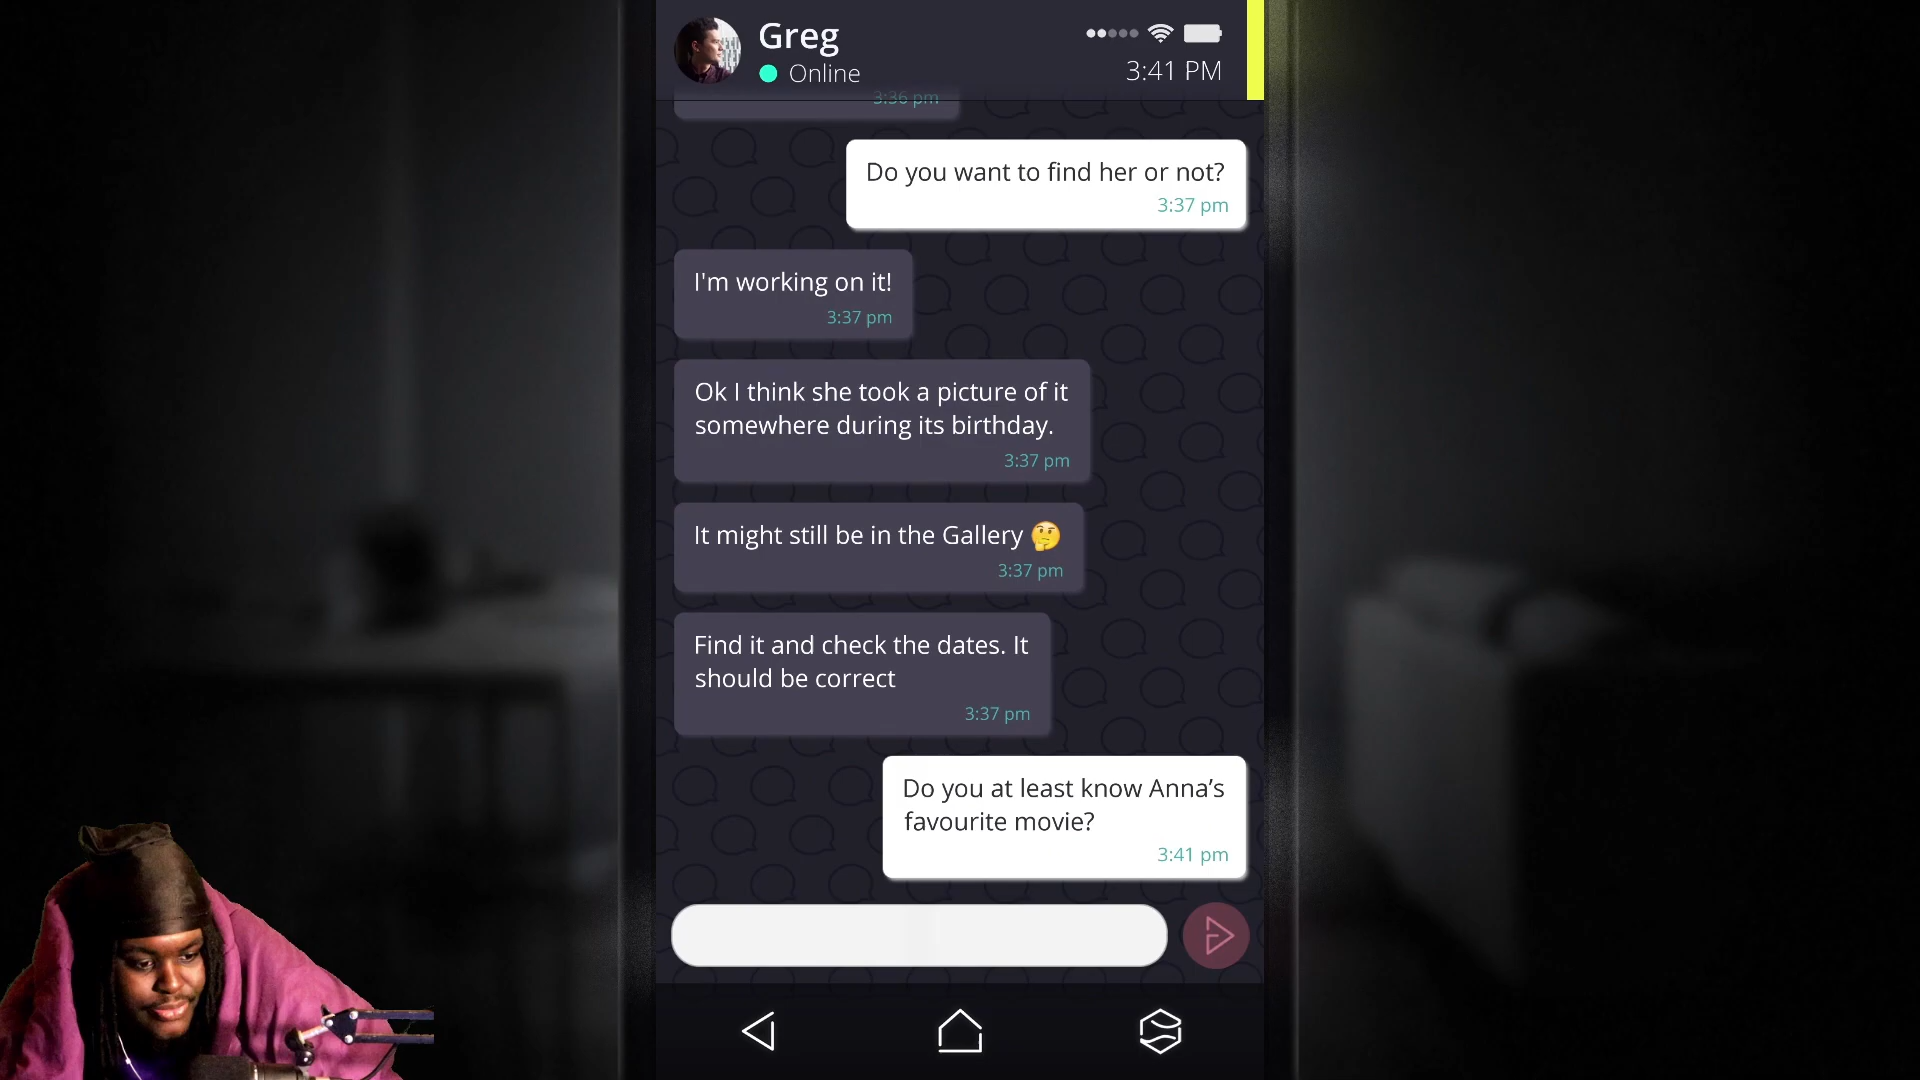 Greg
Online
3:41 PM
3:36 pm
Do you want to find her or not?
3:37 pm
I'm working on it!
3:37 pm
Ok I think she took a picture of it
somewhere during its birthday.
3:37 pm
It might still be in the Gallery 🤔
3:37 pm
Find it and check the dates. It
should be correct
3:37 pm
Do you at least know Anna’s
favourite movie?
3:41 pm